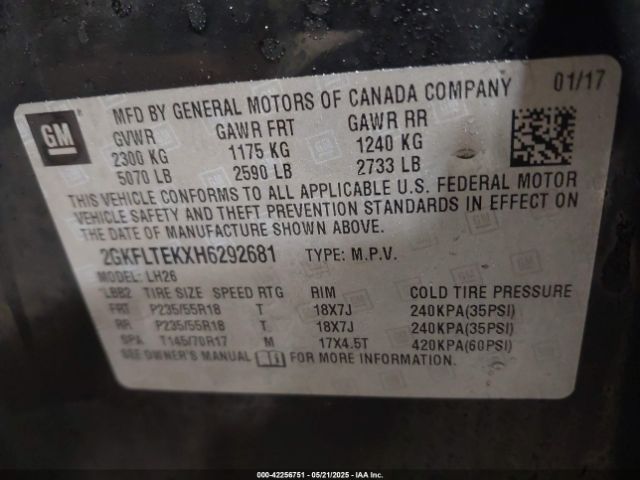 GM
MFD BY GENERAL MOTORS OF CANADA COMPANY 01/17
GVWR GAWR FRT GAWR RR
2300 KG 1175 KG 1240 KG
5070 LB 2590 LB 2733 LB
THIS VEHICLE CONFORMS TO ALL APPLICABLE U.S. FEDERAL MOTOR
VEHICLE SAFETY AND THEFT PREVENTION STANDARDS IN EFFECT ON
THE DATE OF MANUFACTURE SHOWN ABOVE.
2GKFLTEKXH6292681 TYPE: M.P.V.
MODEL: LH26
LBB2 TIRE SIZE SPEED RTG RIM COLD TIRE PRESSURE
FRT P235/55R18 T 18X7J 240KPA(35PSI)
RR P235/55R18 T 18X7J 240KPA(35PSI)
SPA T145/70R17 M 17X4.5T 420KPA(60PSI)
SEE OWNER'S MANUAL FOR MORE INFORMATION.
000-42256751 - 05/21/2025 - IAA Inc.